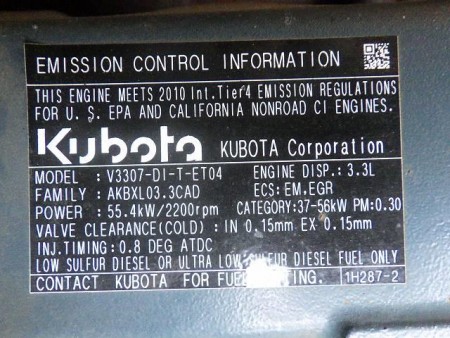 EMISSION CONTROL INFORMATION
THIS ENGINE MEETS 2010 Int.Tier4 EMISSION REGULATIONS
FOR U.S. EPA AND CALIFORNIA NONROAD CI ENGINES.
Kubota KUBOTA Corporation
MODEL : V3307-DI-T-ET04 ENGINE DISP.: 3.3L
FAMILY : AKBXL03.3CAD ECS:EM,EGR
POWER : 55.4kW/2200rpm CATEGORY:37-56kW PM:0.30
VALVE CLEARANCE(COLD) : IN 0.15mm EX 0.15mm
INJ.TIMING: 0.8 DEG ATDC
LOW SULFUR DIESEL OR ULTRA LOW SULFUR DIESEL FUEL ONLY
CONTACT KUBOTA FOR FUEL ING. 1H287-2